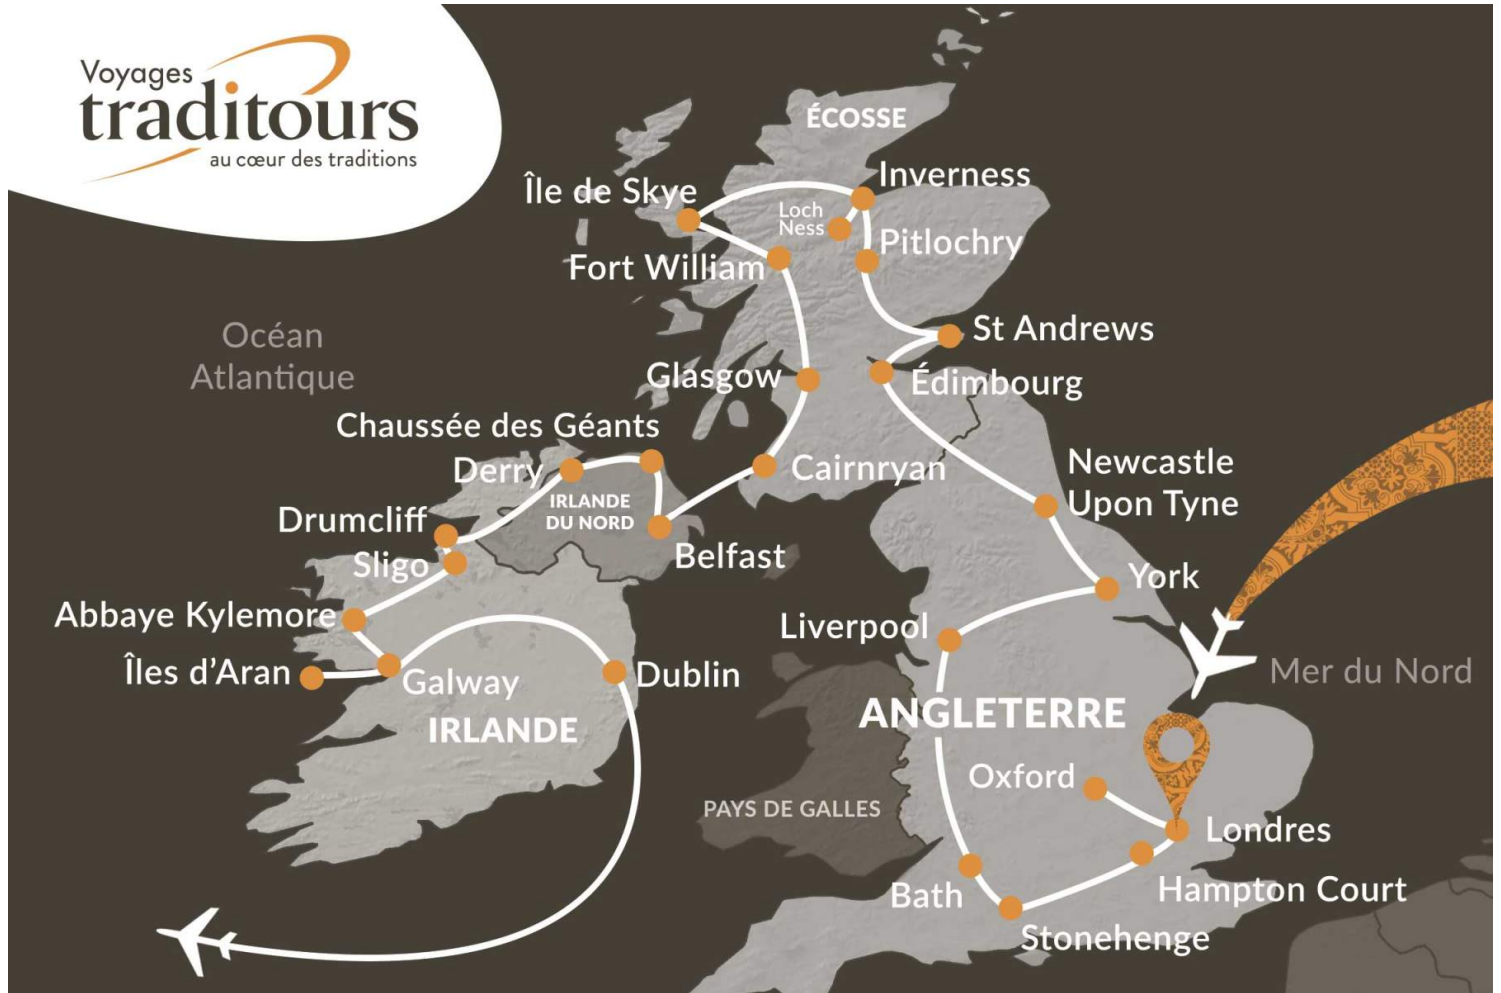 Voyages
traditours
au cœur des traditions
ÉCOSSE
Inverness
Île de Skye
Loch
Ness
Pitlochry
Fort William
Océan
Atlantique
St Andrews
Glasgow
Édimbourg
Chaussée des Géants
Derry
Cairnryan
Newcastle
Upon Tyne
IRLANDE
DU NORD
Drumcliff
Belfast
Sligo
York
Abbaye Kylemore
Liverpool
Îles d'Aran
Galway
Dublin
Mer du Nord
IRLANDE
ANGLETERRE
Oxford
PAYS DE GALLES
Londres
Bath
Hampton Court
Stonehenge